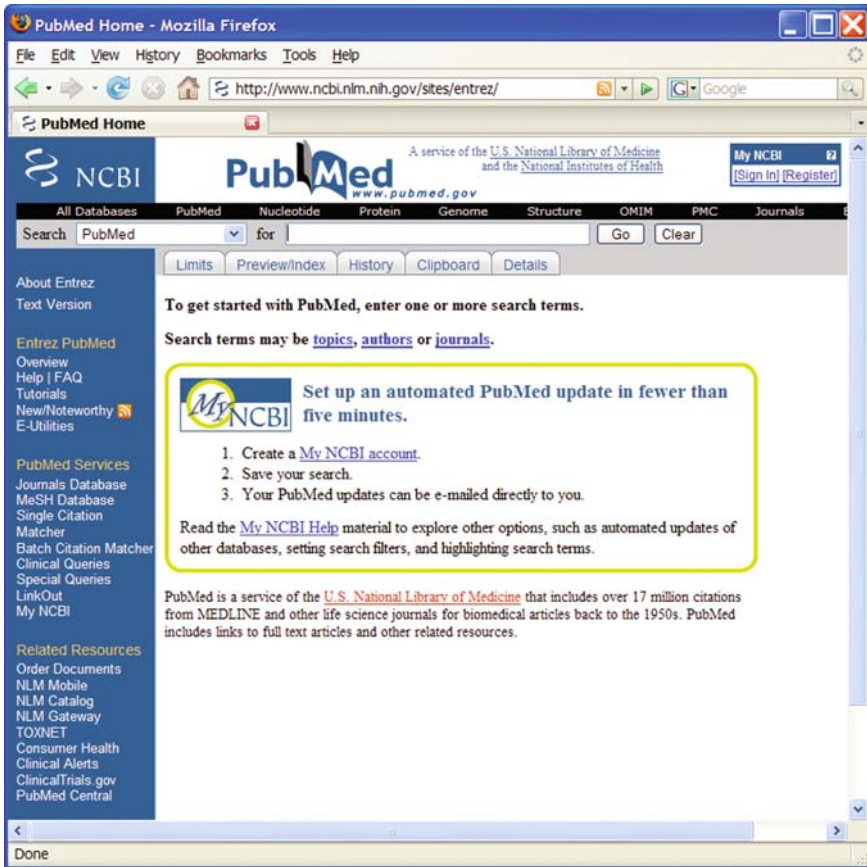 PubMed Home - Mozilla Firefox
File Edit View History Bookmarks Tools Help
http://www.ncbi.nlm.nih.gov/sites/entrez/ G Google
PubMed Home
NCBI
PubMed
www.pubmed.gov
A service of the U.S. National Library of Medicine
and the National Institutes of Health
My NCBI ?
[Sign In] [Register]
All Databases PubMed Nucleotide Protein Genome Structure OMIM PMC Journals
Search PubMed for Go Clear
Limits Preview/Index History Clipboard Details
About Entrez
Text Version
Entrez PubMed
Overview
Help | FAQ
Tutorials
New/Noteworthy
E-Utilities
PubMed Services
Journals Database
MeSH Database
Single Citation
Matcher
Batch Citation Matcher
Clinical Queries
Special Queries
LinkOut
My NCBI
Related Resources
Order Documents
NLM Mobile
NLM Catalog
NLM Gateway
TOXNET
Consumer Health
Clinical Alerts
ClinicalTrials.gov
PubMed Central
To get started with PubMed, enter one or more search terms.
Search terms may be topics, authors or journals.
My NCBI
Set up an automated PubMed update in fewer than
five minutes.
1. Create a My NCBI account.
2. Save your search.
3. Your PubMed updates can be e-mailed directly to you.
Read the My NCBI Help material to explore other options, such as automated updates of
other databases, setting search filters, and highlighting search terms.
PubMed is a service of the U.S. National Library of Medicine that includes over 17 million citations
from MEDLINE and other life science journals for biomedical articles back to the 1950s. PubMed
includes links to full text articles and other related resources.
Done